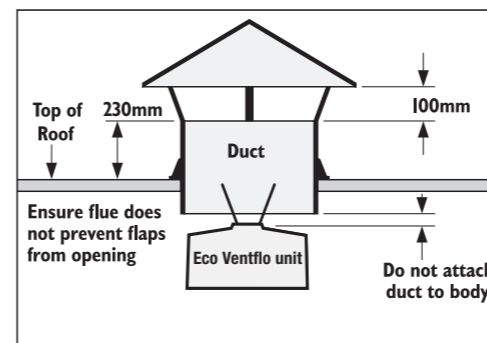 Top of
Roof
230mm
100mm
Duct
Ensure flue does
not prevent flaps
from opening
Eco Ventflo unit
Do not attach
duct to body